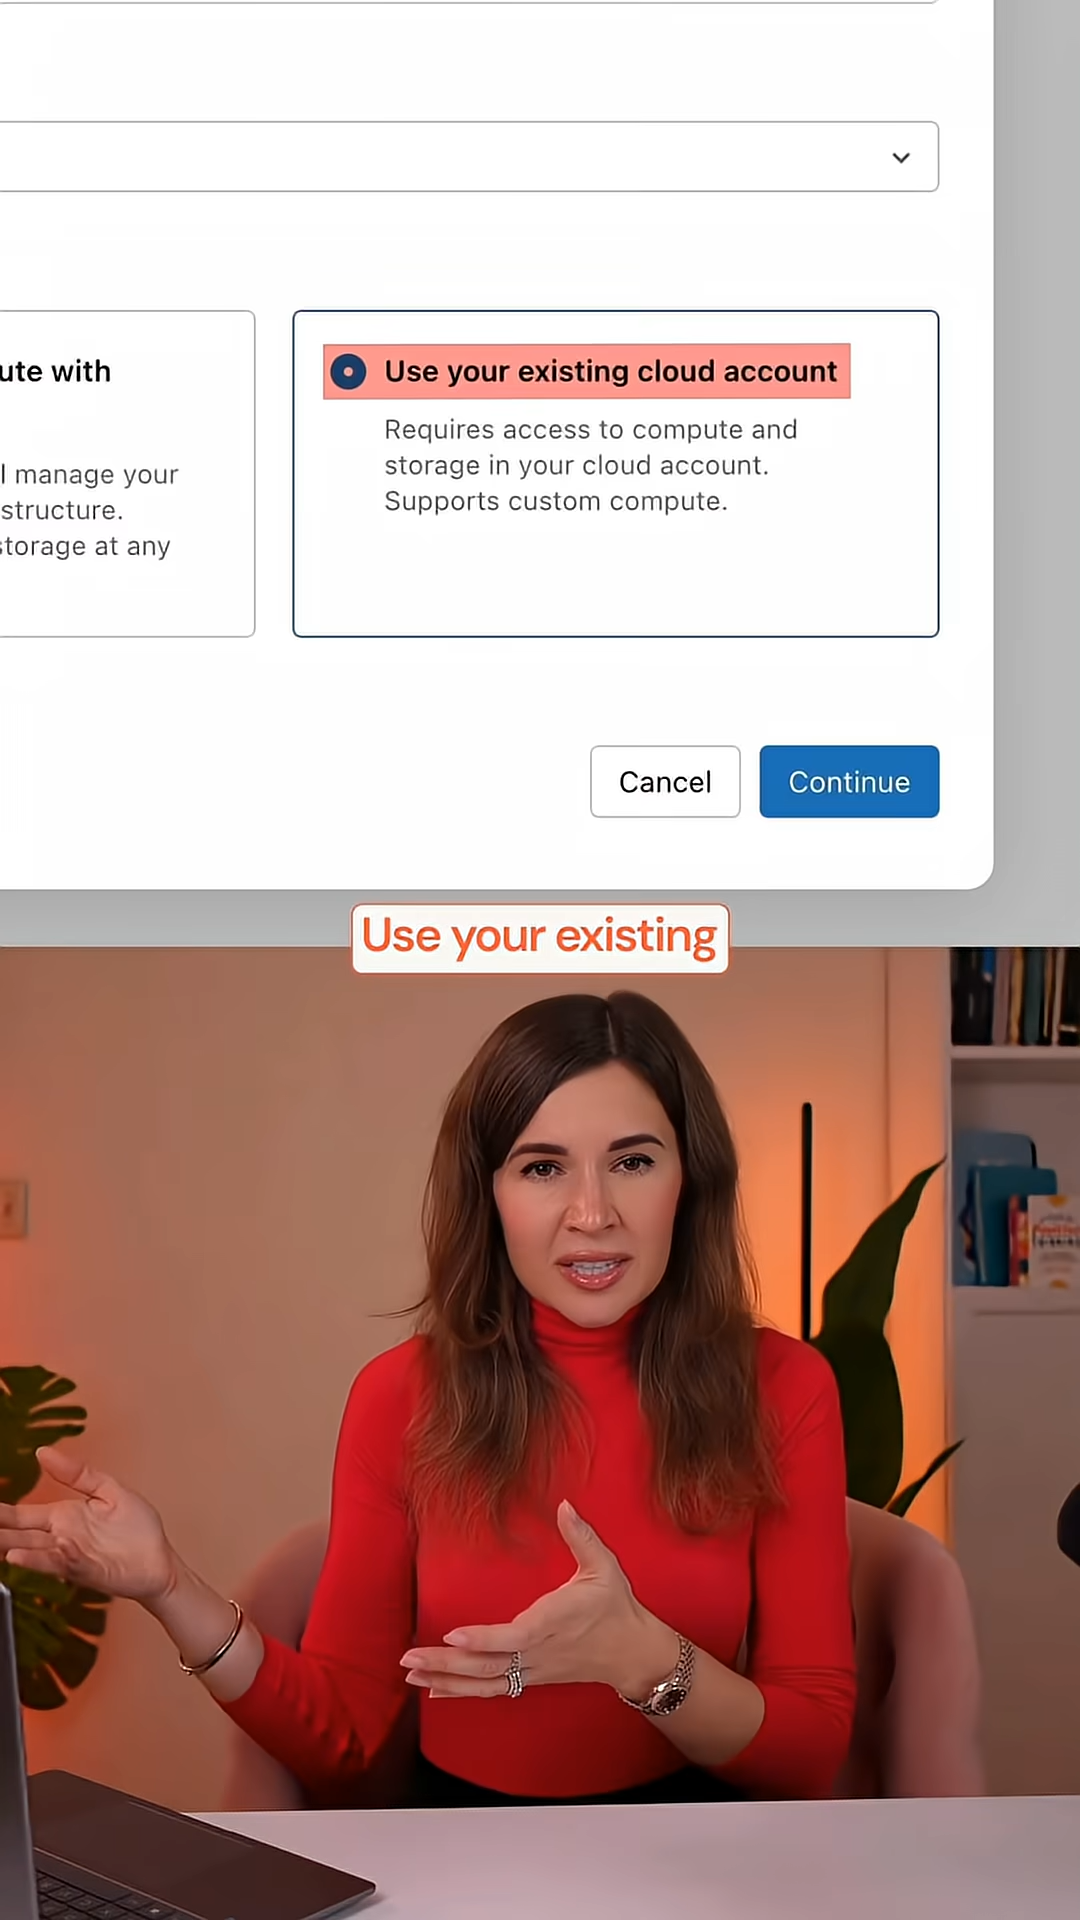 ute with
l manage your
structure.
storage at any
Use your existing cloud account
Requires access to compute and
storage in your cloud account.
Supports custom compute.
Cancel
Continue
Use your existing